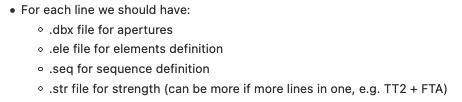 • For each line we should have:
◦ .dbx file for apertures
◦ .ele file for elements definition
◦ .seq for sequence definition
◦ .str file for strength (can be more if more lines in one, e.g. TT2 + FTA)